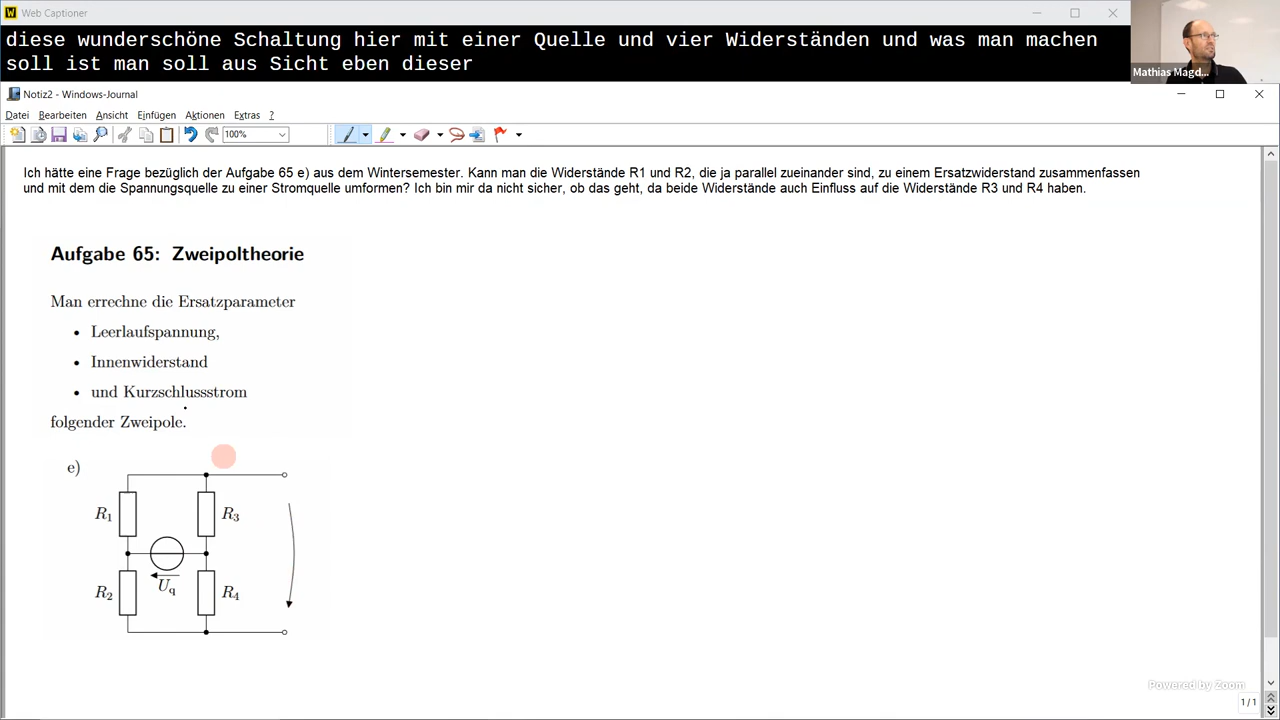 Web Captioner
diese wunderschöne Schaltung hier mit einer Quelle und vier Widerständen und was man machen
soll ist man soll aus Sicht eben dieser
Mathias Magd...
Notiz2 - Windows-Journal
Datei Bearbeiten Ansicht Einfügen Aktionen Extras ?
100%
Ich hätte eine Frage bezüglich der Aufgabe 65 e) aus dem Wintersemester. Kann man die Widerstände R1 und R2, die ja parallel zueinander sind, zu einem Ersatzwiderstand zusammenfassen
und mit dem die Spannungsquelle zu einer Stromquelle umformen? Ich bin mir da nicht sicher, ob das geht, da beide Widerstände auch Einfluss auf die Widerstände R3 und R4 haben.
Aufgabe 65: Zweipoltheorie
Man errechne die Ersatzparameter
• Leerlaufspannung,
• Innenwiderstand
• und Kurzschlussstrom
folgender Zweipole.
e)
R1 R3
Uq
R2 R4
Powered by Zoom
1/1